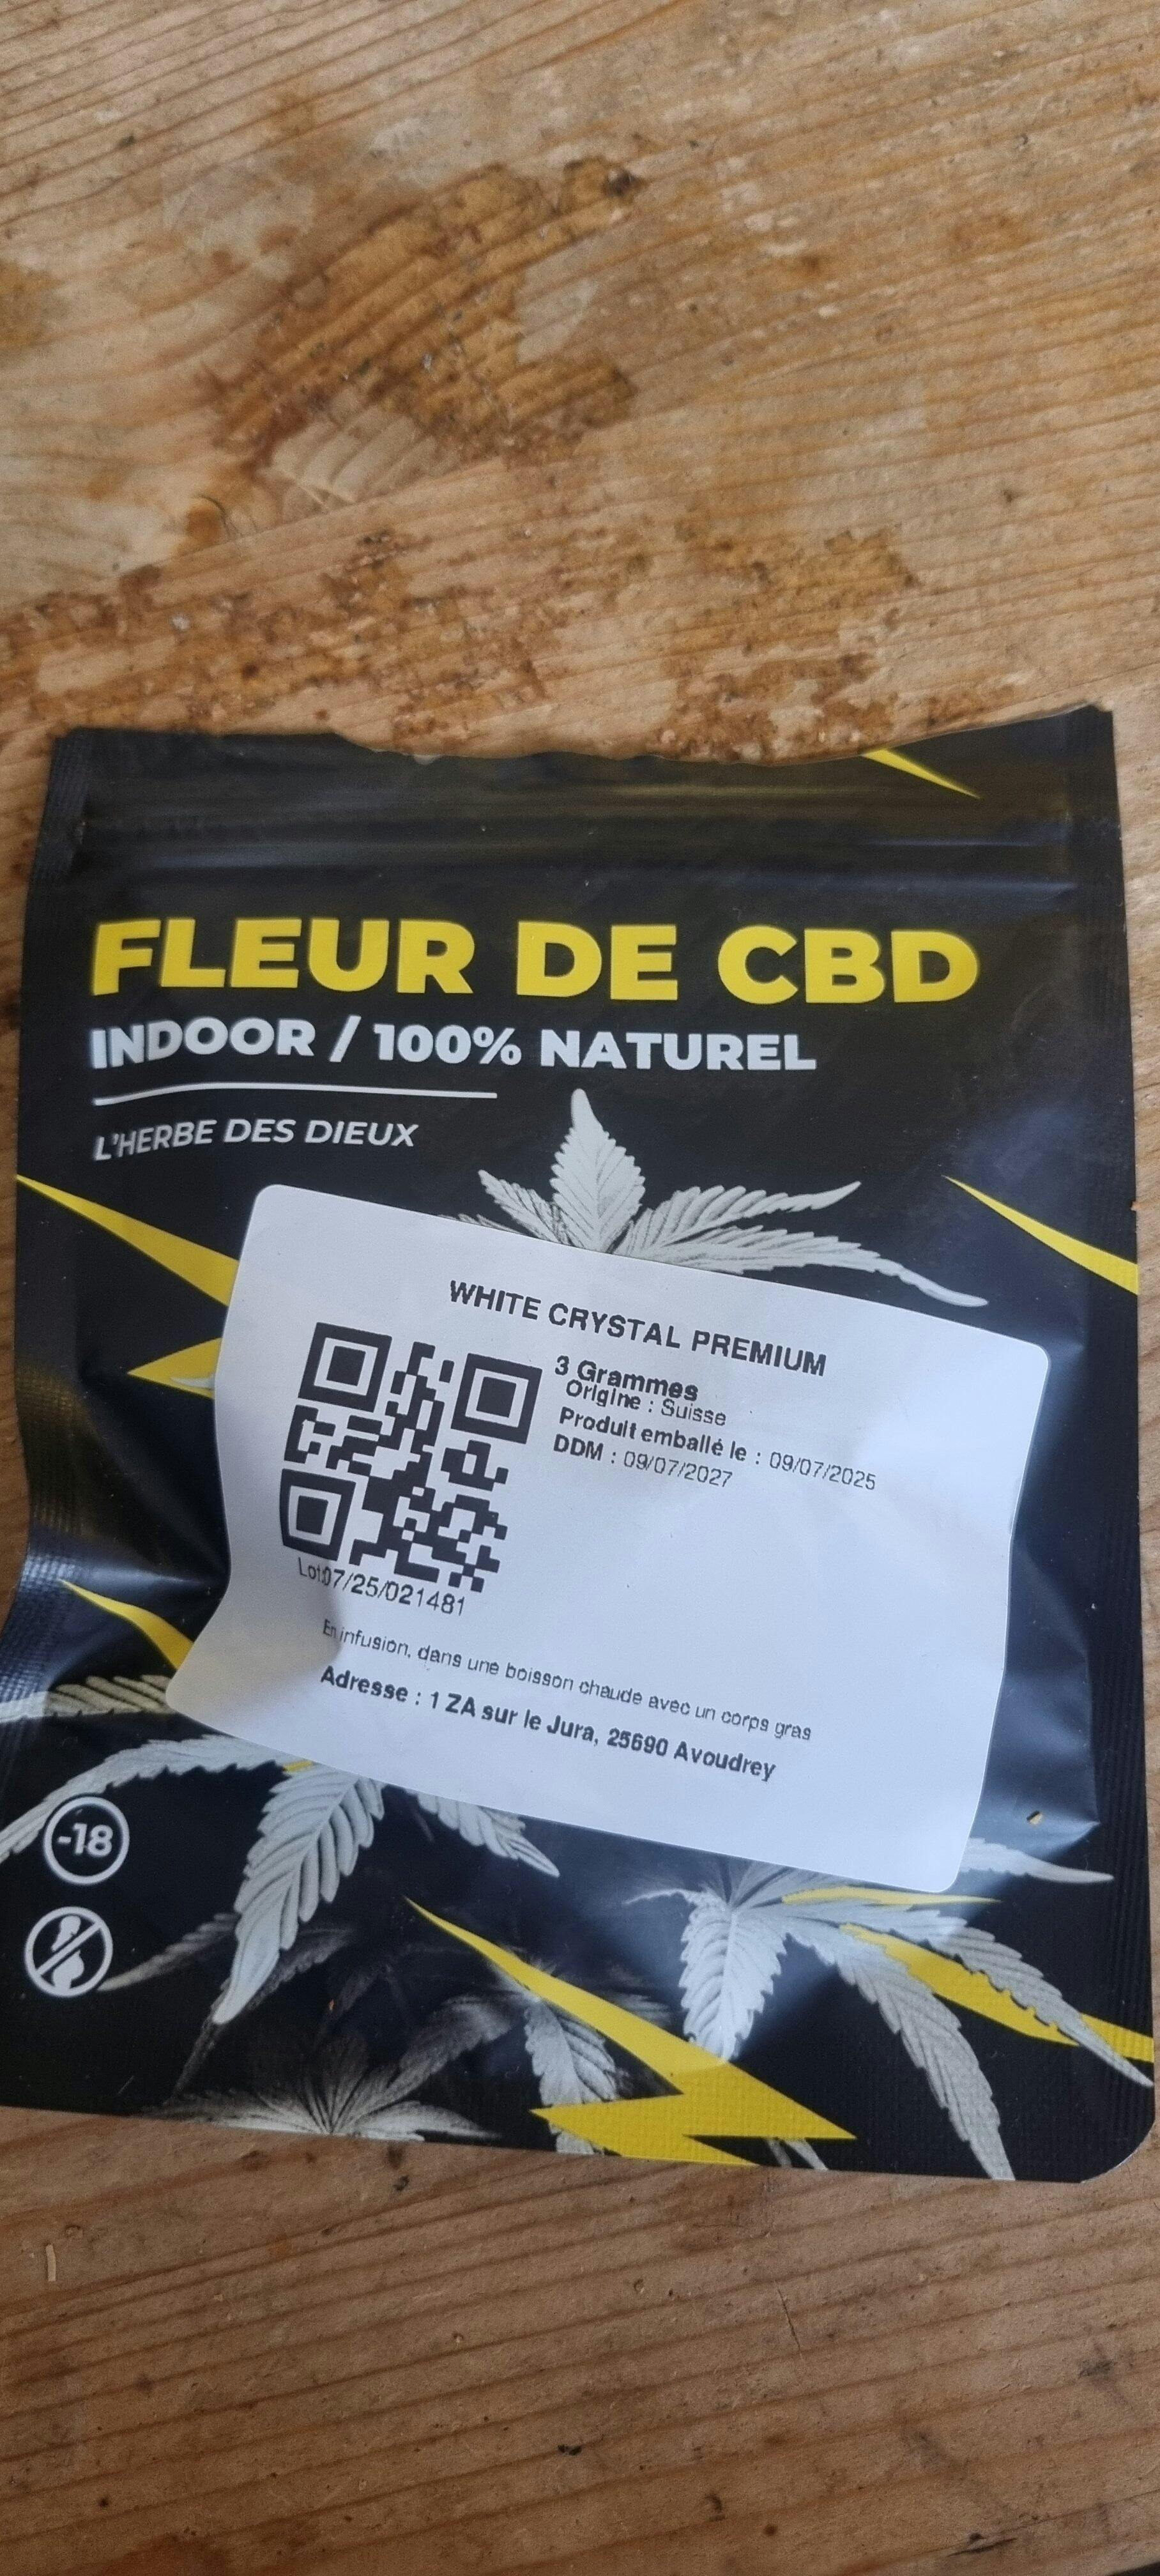 FLEUR DE CBD
INDOOR / 100% NATUREL
L'HERBE DES DIEUX
WHITE CRYSTAL PREMIUM
3 Grammes
Origine : Suisse
Produit emballé le : 09/07/2025
DDM : 09/07/2027
Lot07/25/021481
En infusion, dans une boisson chaude avec un corps gras
Adresse : 1 ZA sur le Jura, 25690 Avoudrey
-18